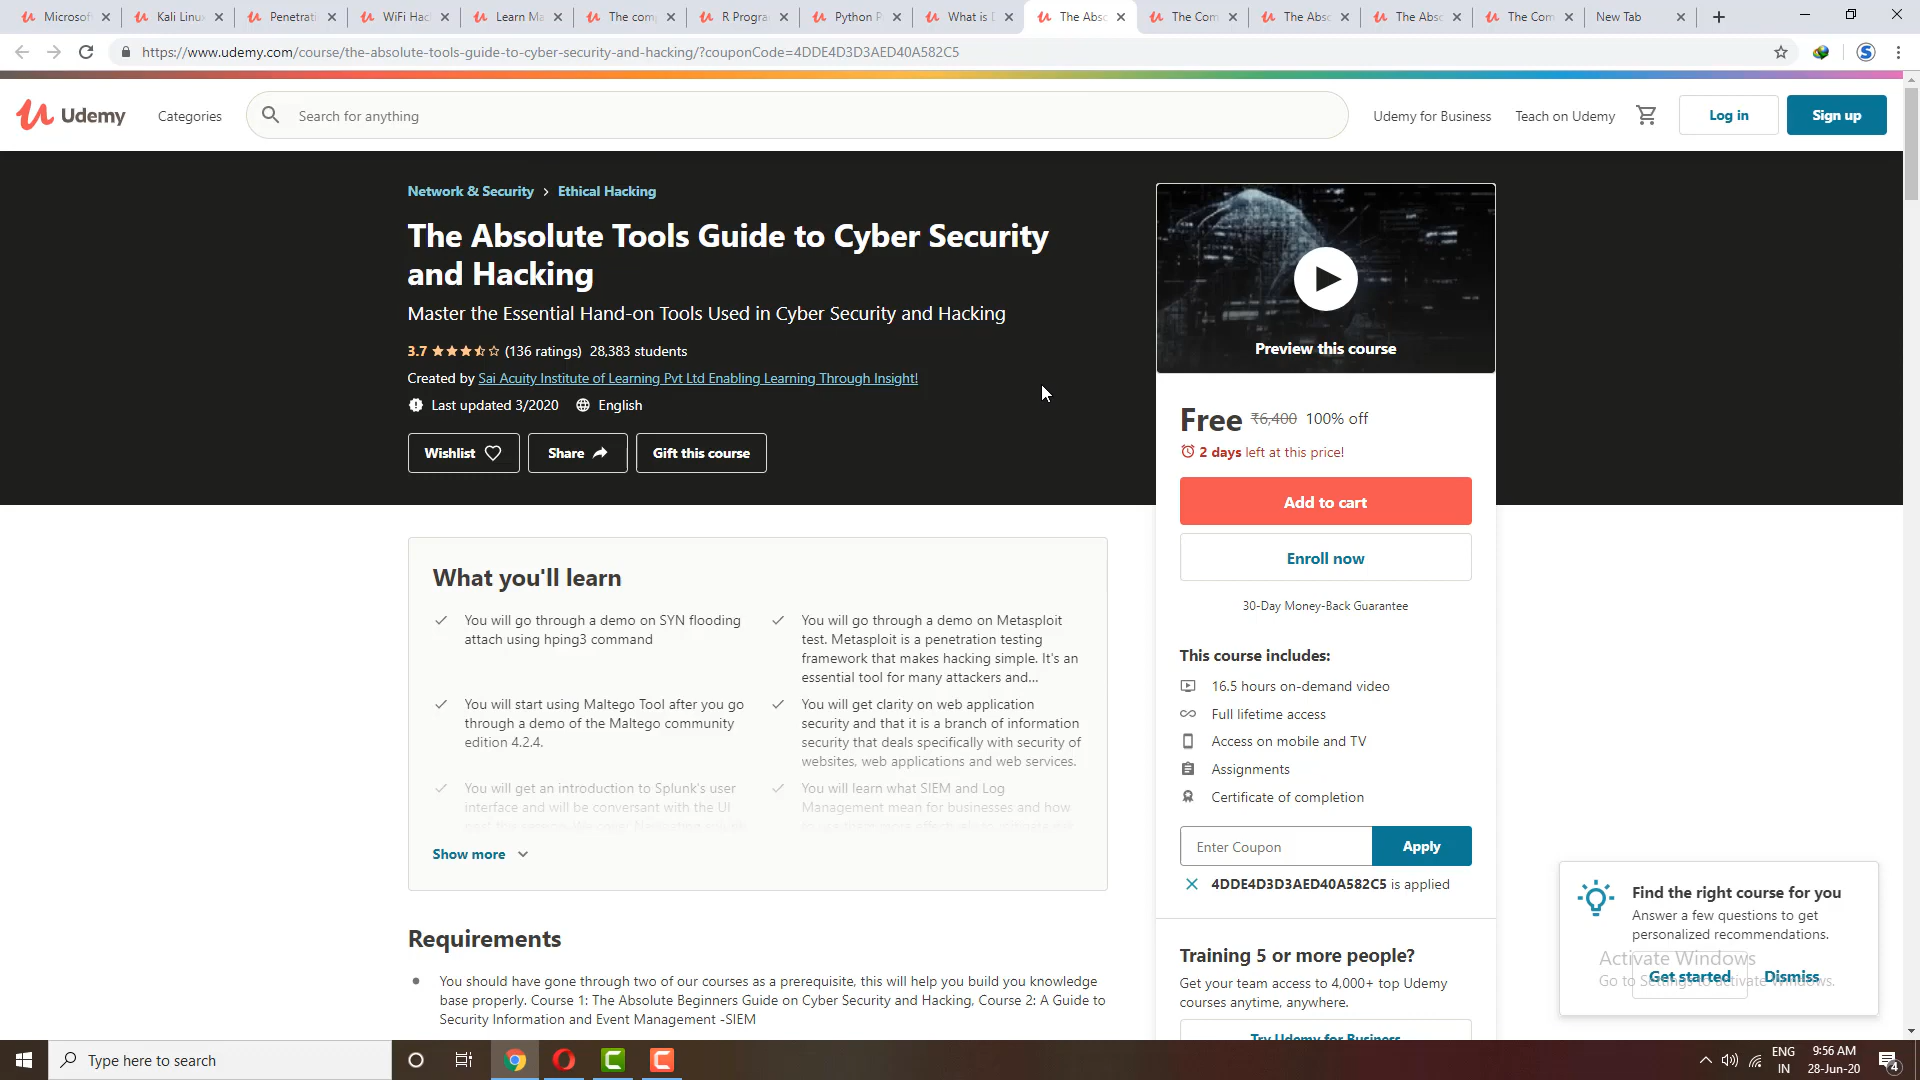 Microsof
Kali Linu
Penetrati
WiFi Hac
Learn Ma
The com
R Progra
Python P
What is
The Abso
The Com
The Abso
The Abso
The Com
New Tab
https://www.udemy.com/course/the-absolute-tools-guide-to-cyber-security-and-hacking/?couponCode=4DDE4D3D3AED40A582C5
Udemy
Categories
Search for anything
Udemy for Business
Teach on Udemy
Log in
Sign up
Network & Security > Ethical Hacking
The Absolute Tools Guide to Cyber Security
and Hacking
Master the Essential Hand-on Tools Used in Cyber Security and Hacking
3.7 (136 ratings) 28,383 students
Created by Sai Acuity Institute of Learning Pvt Ltd Enabling Learning Through Insight!
Last updated 3/2020 English
Wishlist
Share
Gift this course
Preview this course
Free ₹6,400 100% off
2 days left at this price!
Add to cart
Enroll now
30-Day Money-Back Guarantee
This course includes:
16.5 hours on-demand video
Full lifetime access
Access on mobile and TV
Assignments
Certificate of completion
Enter Coupon
Apply
4DDE4D3D3AED40A582C5 is applied
Training 5 or more people?
Get your team access to 4,000+ top Udemy
courses anytime, anywhere.
Try Udemy for Business
What you'll learn
You will go through a demo on SYN flooding
attach using hping3 command
You will go through a demo on Metasploit
test. Metasploit is a penetration testing
framework that makes hacking simple. It's an
essential tool for many attackers and...
You will start using Maltego Tool after you go
through a demo of the Maltego community
edition 4.2.4.
You will get clarity on web application
security and that it is a branch of information
security that deals specifically with security of
websites, web applications and web services.
You will get an introduction to Splunk's user
interface and will be conversant with the UI
You will learn what SIEM and Log
Management mean for businesses and how
Show more
Requirements
You should have gone through two of our courses as a prerequisite, this will help you build you knowledge
base properly. Course 1: The Absolute Beginners Guide on Cyber Security and Hacking, Course 2: A Guide to
Security Information and Event Management -SIEM
Find the right course for you
Answer a few questions to get
personalized recommendations.
Get started
Dismiss
Activate Windows
Go to Settings to activate Windows.
Type here to search
ENG
IN
9:56 AM
28-Jun-20
4